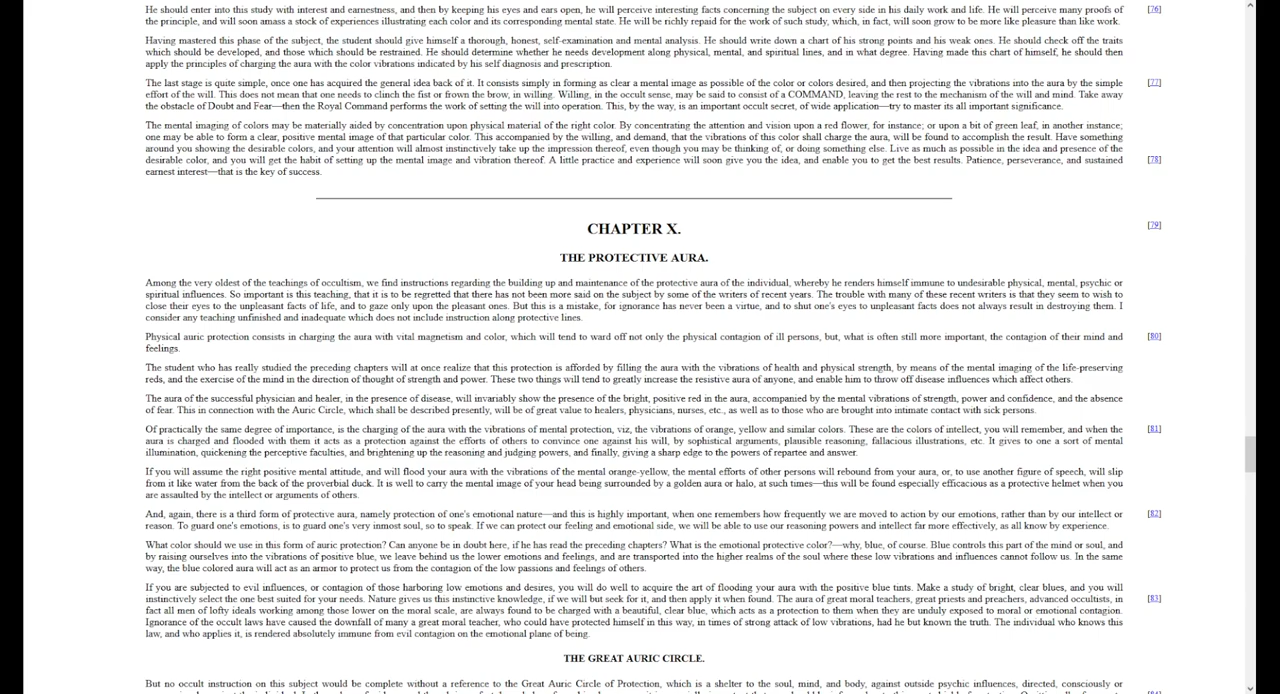 He should enter into this study with interest and earnestness, and then by keeping his eyes and ears open, he will perceive interesting facts concerning the subject on every side in his daily work and life. He will perceive many proofs of [76]
the principle, and will soon amass a stock of experiences illustrating each color and its corresponding mental state. He will be richly repaid for the work of such study, which, in fact, will soon grow to be more like pleasure than like work.
Having mastered this phase of the subject, the student should give himself a thorough, honest, self-examination and mental analysis. He should write down a chart of his strong points and his weak ones. He should check off the traits
which should be developed, and those which should be restrained. He should determine whether he needs development along physical, mental, and spiritual lines, and in what degree. Having made this chart of himself, he should then
apply the principles of charging the aura with the color vibrations indicated by his self diagnosis and prescription.
The last stage is quite simple, once one has acquired the general idea back of it. It consists simply in forming as clear a mental image as possible of the color or colors desired, and then projecting the vibrations into the aura by the simple [77]
effort of the will. This does not mean that one needs to clinch the fist or frown the brow, in willing. Willing, in the occult sense, may be said to consist of a COMMAND, leaving the rest to the mechanism of the will and mind. Take away
the obstacle of Doubt and Fear—then the Royal Command performs the work of setting the will into operation. This, by the way, is an important occult secret, of wide application—try to master its all important significance.
The mental imaging of colors may be materially aided by concentration upon physical material of the right color. By concentrating the attention and vision upon a red flower, for instance; or upon a bit of green leaf, in another instance;
one may be able to form a clear, positive mental image of that particular color. This accompanied by the willing, and demand, that the vibrations of this color shall charge the aura, will be found to accomplish the result. Have something
around you showing the desirable colors, and your attention will almost instinctively take up the impression thereof, even though you may be thinking of, or doing something else. Live as much as possible in the idea and presence of the
desirable color, and you will get the habit of setting up the mental image and vibration thereof. A little practice and experience will soon give you the idea, and enable you to get the best results. Patience, perseverance, and sustained [78]
earnest interest—that is the key of success.
CHAPTER X. [79]
THE PROTECTIVE AURA.
Among the very oldest of the teachings of occultism, we find instructions regarding the building up and maintenance of the protective aura of the individual, whereby he renders himself immune to undesirable physical, mental, psychic or
spiritual influences. So important is this teaching, that it is to be regretted that there has not been more said on the subject by some of the writers of recent years. The trouble with many of these recent writers is that they seem to wish to
close their eyes to the unpleasant facts of life, and to gaze only upon the pleasant ones. But this is a mistake, for ignorance has never been a virtue, and to shut one's eyes to unpleasant facts does not always result in destroying them. I
consider any teaching unfinished and inadequate which does not include instruction along protective lines.
Physical auric protection consists in charging the aura with vital magnetism and color, which will tend to ward off not only the physical contagion of ill persons, but, what is often still more important, the contagion of their mind and [80]
feelings.
The student who has really studied the preceding chapters will at once realize that this protection is afforded by filling the aura with the vibrations of health and physical strength, by means of the mental imaging of the life-preserving
reds, and the exercise of the mind in the direction of thought of strength and power. These two things will tend to greatly increase the resistive aura of anyone, and enable him to throw off disease influences which affect others.
The aura of the successful physician and healer, in the presence of disease, will invariably show the presence of the bright, positive red in the aura, accompanied by the mental vibrations of strength, power and confidence, and the absence
of fear. This in connection with the Auric Circle, which shall be described presently, will be of great value to healers, physicians, nurses, etc., as well as to those who are brought into intimate contact with sick persons.
Of practically the same degree of importance, is the charging of the aura with the vibrations of mental protection, viz, the vibrations of orange, yellow and similar colors. These are the colors of intellect, you will remember, and when the [81]
aura is charged and flooded with them it acts as a protection against the efforts of others to convince one against his will, by sophistical arguments, plausible reasoning, fallacious illustrations, etc. It gives to one a sort of mental
illumination, quickening the perceptive faculties, and brightening up the reasoning and judging powers, and finally, giving a sharp edge to the powers of repartee and answer.
If you will assume the right positive mental attitude, and will flood your aura with the vibrations of the mental orange-yellow, the mental efforts of other persons will rebound from your aura, or, to use another figure of speech, will slip
from it like water from the back of the proverbial duck. It is well to carry the mental image of your head being surrounded by a golden aura or halo, at such times—this will be found especially efficacious as a protective helmet when you
are assaulted by the intellect or arguments of others.
And, again, there is a third form of protective aura, namely protection of one's emotional nature—and this is highly important, when one remembers how frequently we are moved to action by our emotions, rather than by our intellect or [82]
reason. To guard one's emotions, is to guard one's very inmost soul, so to speak. If we can protect our feeling and emotional side, we will be able to use our reasoning powers and intellect far more effectively, as all know by experience.
What color should we use in this form of auric protection? Can anyone be in doubt here, if he has read the preceding chapters? What is the emotional protective color?—why, blue, of course. Blue controls this part of the mind or soul, and
by raising ourselves into the vibrations of positive blue, we leave behind us the lower emotions and feelings, and are transported into the higher realms of the soul where these low vibrations and influences cannot follow us. In the same
way, the blue colored aura will act as an armor to protect us from the contagion of the low passions and feelings of others.
If you are subjected to evil influences, or contagion of those harboring low emotions and desires, you will do well to acquire the art of flooding your aura with the positive blue tints. Make a study of bright, clear blues, and you will
instinctively select the one best suited for your needs. Nature gives us this instinctive knowledge, if we will but seek for it, and then apply it when found. The aura of great moral teachers, great priests and preachers, advanced occultists, in [83]
fact all men of lofty ideals working among those lower on the moral scale, are always found to be charged with a beautiful, clear blue, which acts as a protection to them when they are unduly exposed to moral or emotional contagion.
Ignorance of the occult laws have caused the downfall of many a great moral teacher, who could have protected himself in this way, in times of strong attack of low vibrations, had he but known the truth. The individual who knows this
law, and who applies it, is rendered absolutely immune from evil contagion on the emotional plane of being.
THE GREAT AURIC CIRCLE.
But no occult instruction on this subject would be complete without a reference to the Great Auric Circle of Protection, which is a shelter to the soul, mind, and body, against outside psychic influences, directed, consciously or